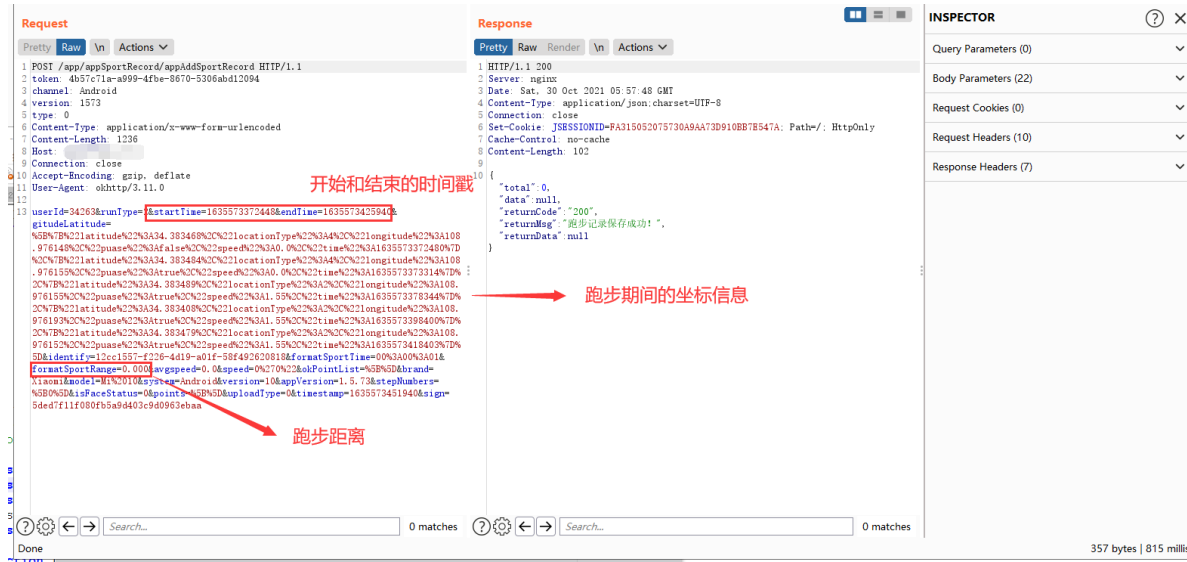 Request
Response
INSPECTOR
Pretty Raw \n Actions
Pretty Raw Render \n Actions
Query Parameters (0)
Body Parameters (22)
Request Cookies (0)
Request Headers (10)
Response Headers (7)
1 POST /app/appSportRecord/appAddSportRecord HTTP/1.1
2 token: 4b57c71a-a999-4fbe-8670-5306abd12094
3 channel: Android
4 version: 1573
5 type: 0
6 Content-Type: application/x-www-form-urlencoded
7 Content-Length: 1236
8 Host:
9 Connection: close
10 Accept-Encoding: gzip, deflate
11 User-Agent: okhttp/3.11.0
12
开始和结束的时间戳
13 userId=34263&runType=2&startTime=1635573372448&endTime=1635573425940&
gitudeLatitude=
%5B%7B%22latitude%22%3A34.383468%2C%22locationType%22%3A4%2C%22longitude%22%3A108
.976148%2C%22puase%22%3Afalse%2C%22speed%22%3A0.0%2C%22time%22%3A1635573372480%7D
%2C%7B%22latitude%22%3A34.383484%2C%22locationType%22%3A2%2C%22longitude%22%3A108
.976155%2C%22puase%22%3Atrue%2C%22speed%22%3A0.0%2C%22time%22%3A1635573373314%7D%
2C%7B%22latitude%22%3A34.383489%2C%22locationType%22%3A2%2C%22longitude%22%3A108.
976155%2C%22puase%22%3Atrue%2C%22speed%22%3A1.55%2C%22time%22%3A1635573378344%7D%
2C%7B%22latitude%22%3A34.383408%2C%22locationType%22%3A2%2C%22longitude%22%3A108.
976193%2C%22puase%22%3Atrue%2C%22speed%22%3A1.55%2C%22time%22%3A1635573398400%7D%
2C%7B%22latitude%22%3A34.383479%2C%22locationType%22%3A2%2C%22longitude%22%3A108.
976152%2C%22puase%22%3Atrue%2C%22speed%22%3A1.55%2C%22time%22%3A1635573418403%7D%
5D&identify=12cc1557-f226-4d19-a01f-58f492620818&formatSportTime=00%3A00%3A01&
formatSportRange=0.000&avgspeed=0.0&speed=0%270%22&okPointList=%5B%5D&brand=
Xiaomi&model=Mi%2010&system=Android&version=10&appVersion=1.5.73&stepNumbers=
%5B0%5D&isFaceStatus=0&points=%5B%5D&uploadType=0&timestamp=1635573451940&sign=
5ded7f11f080fb5a9d403c9d0963ebaa
跑步距离
1 HTTP/1.1 200
2 Server: nginx
3 Date: Sat, 30 Oct 2021 05:57:48 GMT
4 Content-Type: application/json;charset=UTF-8
5 Connection: close
6 Set-Cookie: JSESSIONID=FA315052075730A9AA73D910BB7B547A; Path=/; HttpOnly
7 Cache-Control: no-cache
8 Content-Length: 102
9
10 {
"total":0,
"data":null,
"returnCode":"200",
"returnMsg":"跑步记录保存成功！",
"returnData":null
}
跑步期间的坐标信息
Search...
0 matches
Search...
0 matches
Done
357 bytes | 815 millis